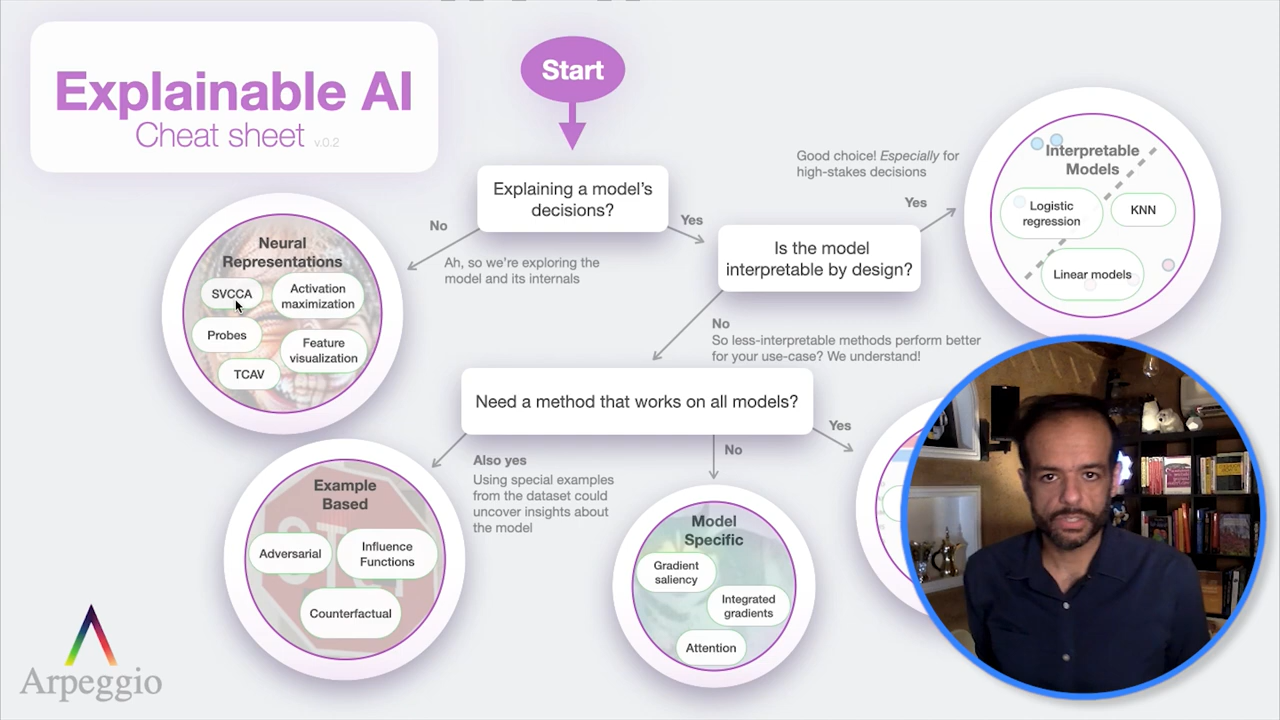 Explainable AI
Cheat sheet v.0.2
Start
Explaining a model's
decisions?
No
Ah, so we're exploring the
model and its internals
Yes
Is the model
interpretable by design?
Good choice! Especially for
high-stakes decisions
Yes
Interpretable
Models
Logistic
regression
KNN
Linear models
Neural
Representations
SVCCA
Activation
maximization
Probes
Feature
visualization
TCAV
No
So less-interpretable methods perform better
for your use-case? We understand!
Need a method that works on all models?
Yes
No
Also yes
Using special examples
from the dataset could
uncover insights about
the model
Example
Based
Adversarial
Influence
Functions
Counterfactual
Model
Specific
Gradient
saliency
Integrated
gradients
Attention
Arpeggio